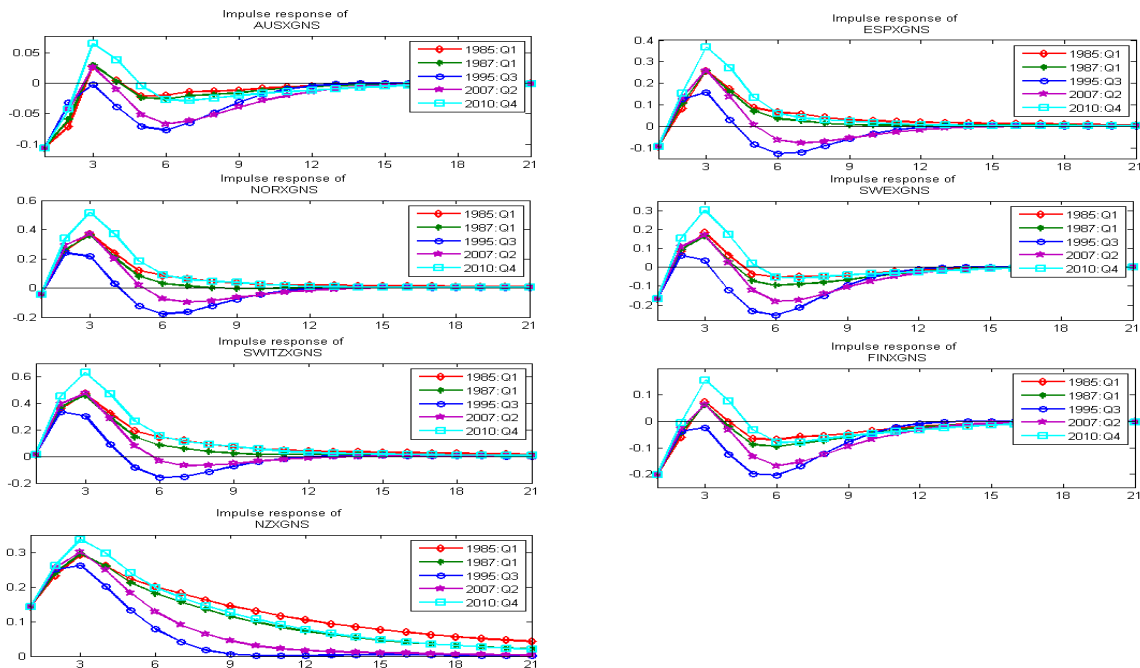 Impulse response of
AUSXGNS
0.05
0
-0.05
-0.1
3 6 9 12 15 18 21
1985:Q1
1987:Q1
1995:Q3
2007:Q2
2010:Q4
Impulse response of
ESPXGNS
0.4
0.3
0.2
0.1
0
-0.1
3 6 9 12 15 18 21
1985:Q1
1987:Q1
1995:Q3
2007:Q2
2010:Q4
Impulse response of
NORXGNS
0.6
0.4
0.2
0
-0.2
3 6 9 12 15 18 21
1985:Q1
1987:Q1
1995:Q3
2007:Q2
2010:Q4
Impulse response of
SWEXGNS
0.3
0.2
0.1
0
-0.1
-0.2
3 6 9 12 15 18 21
1985:Q1
1987:Q1
1995:Q3
2007:Q2
2010:Q4
Impulse response of
SWITZXGNS
0.6
0.4
0.2
0
-0.2
3 6 9 12 15 18 21
1985:Q1
1987:Q1
1995:Q3
2007:Q2
2010:Q4
Impulse response of
FINXGNS
0.1
0
-0.1
-0.2
3 6 9 12 15 18 21
1985:Q1
1987:Q1
1995:Q3
2007:Q2
2010:Q4
Impulse response of
NZXGNS
0.3
0.2
0.1
0
3 6 9 12 15 18 21
1985:Q1
1987:Q1
1995:Q3
2007:Q2
2010:Q4